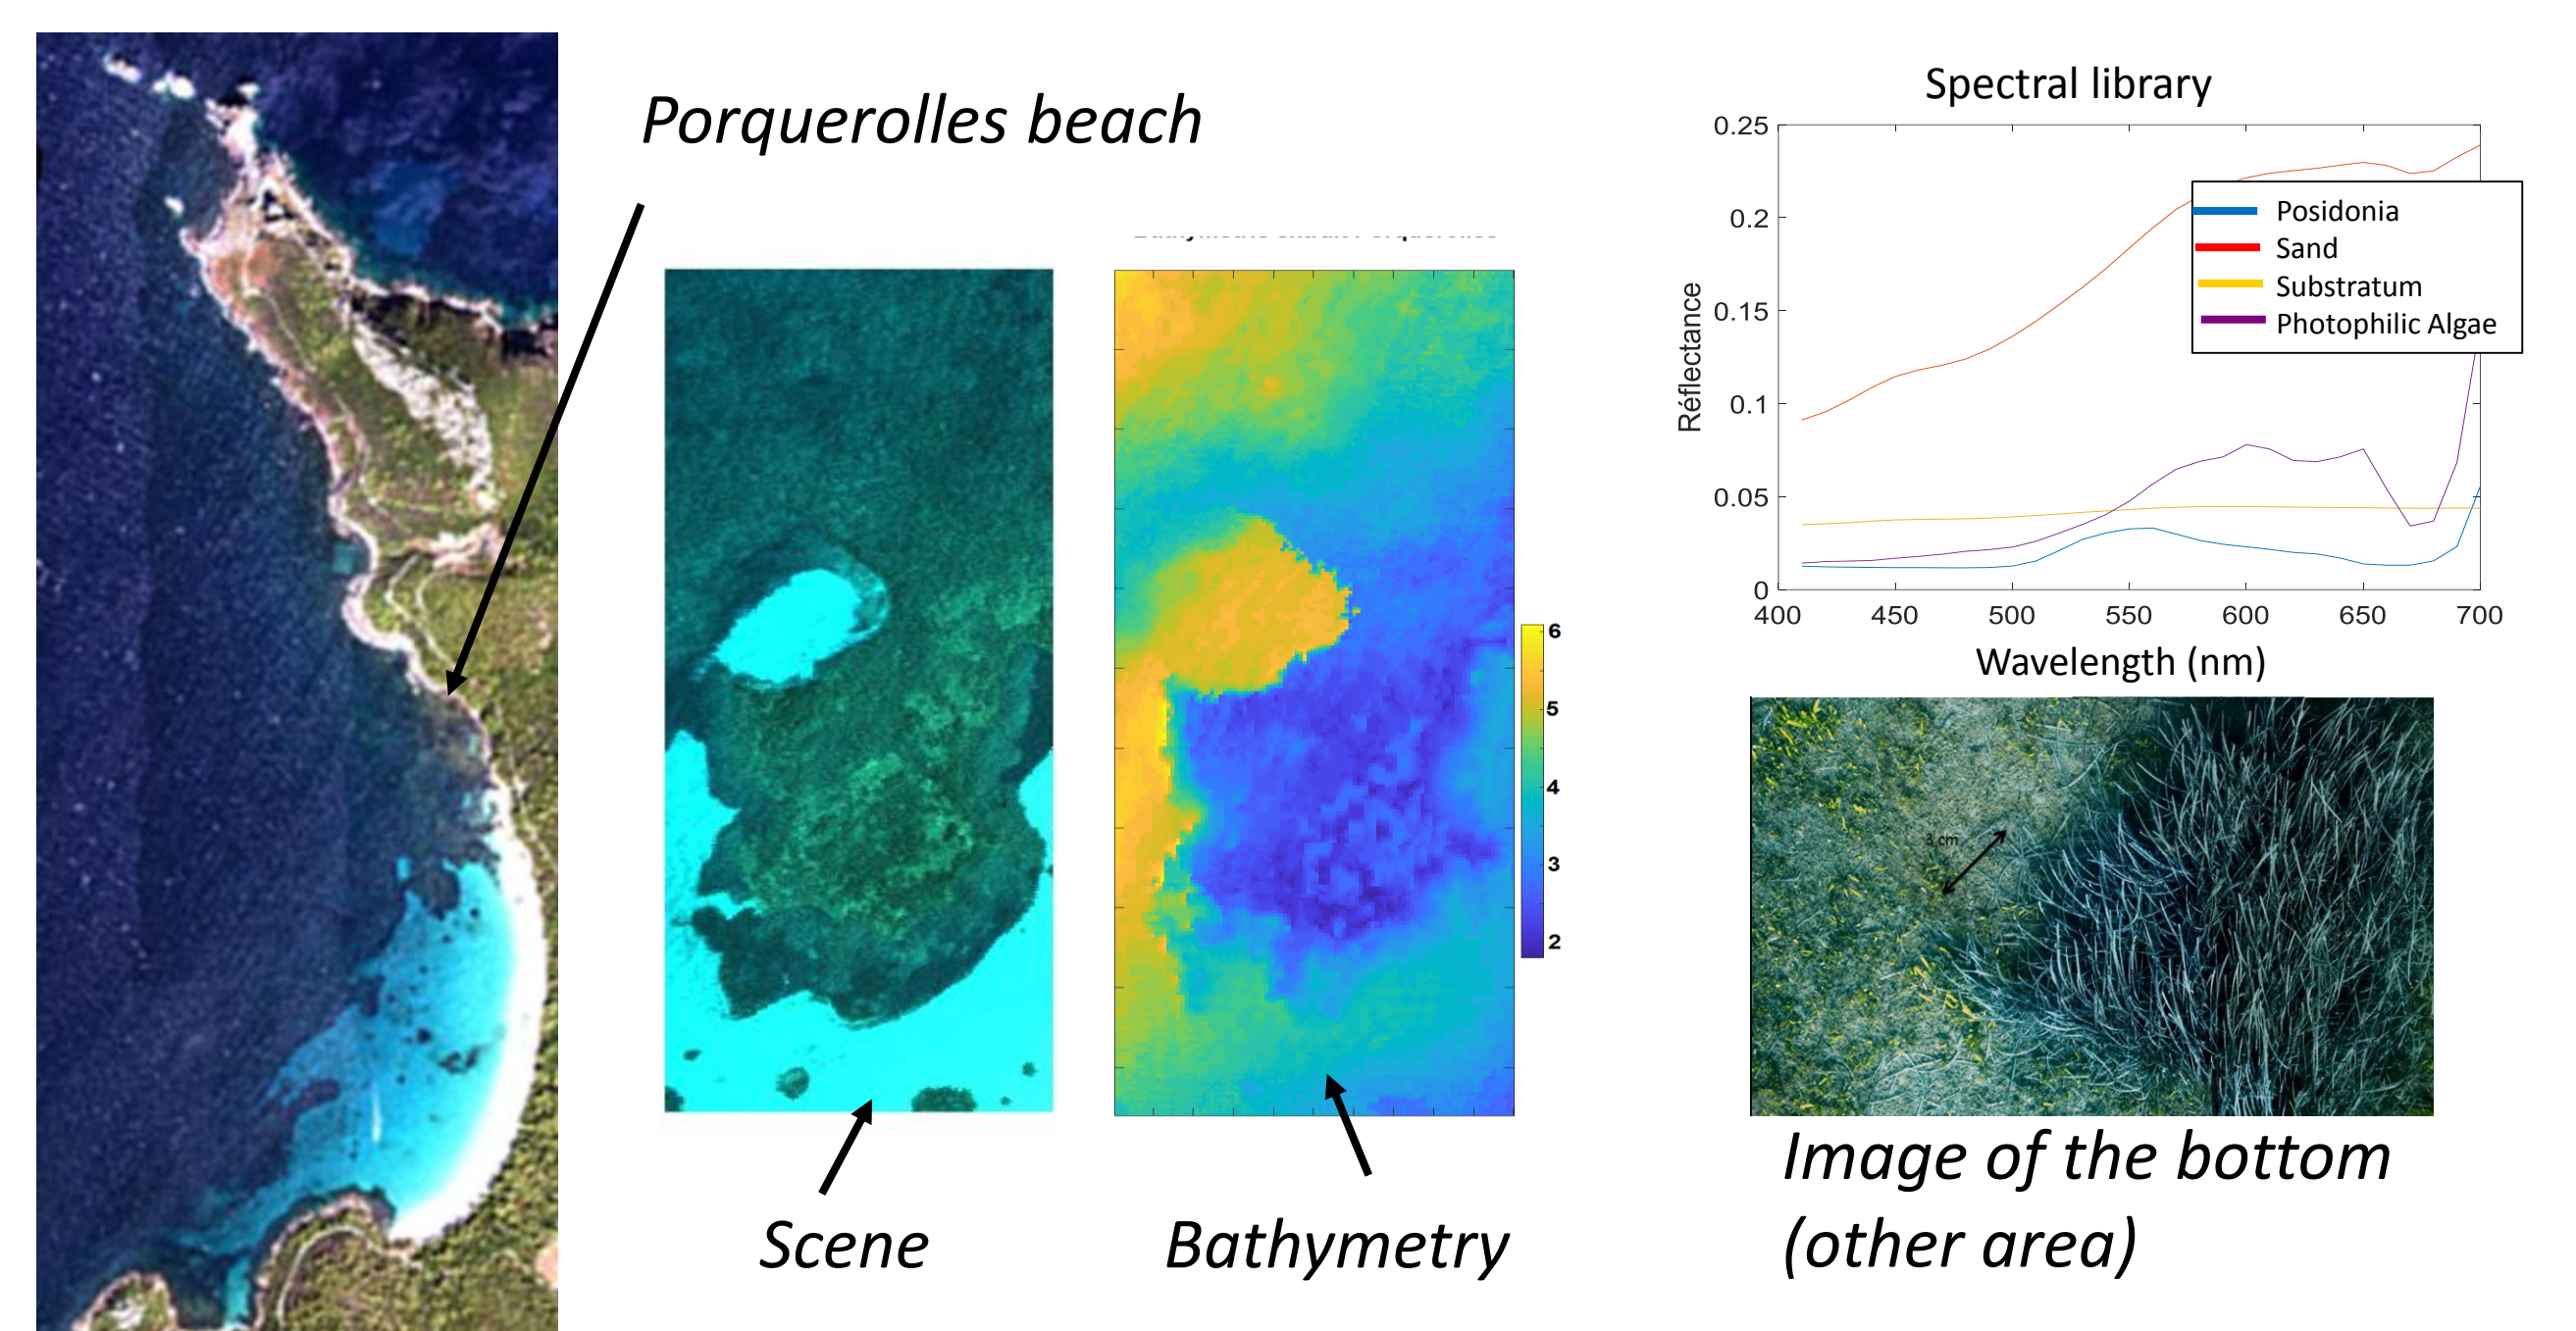 Porquerolles beach
Scene
Bathymetry
6
5
4
3
2
Spectral library
0.25
0.2
0.15
0.1
0.05
0
Réflectance
400 450 500 550 600 650 700
Wavelength (nm)
Posidonia
Sand
Substratum
Photophilic Algae
3 cm
Image of the bottom
(other area)